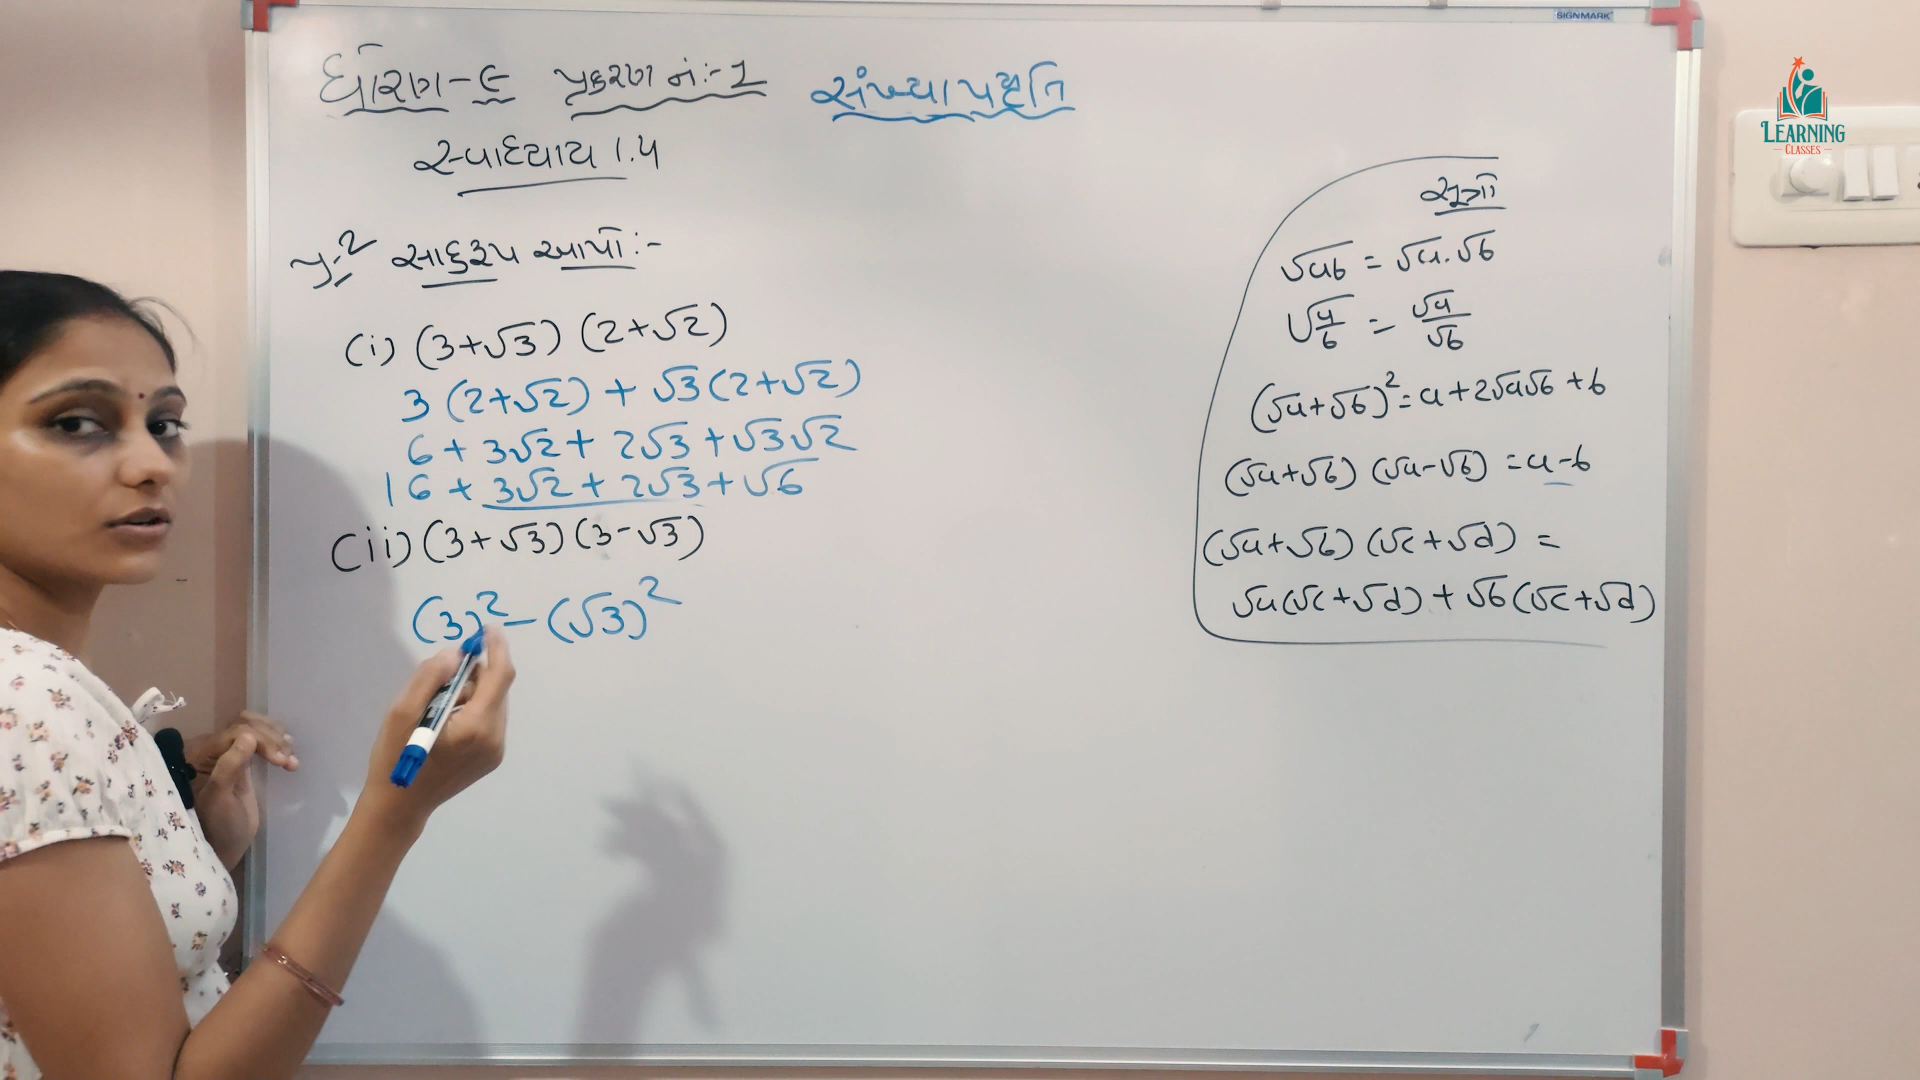 ધોરણ-૯ પ્રકરણ નં:-1 સંખ્યા પદ્ધતિ
સ્વાધ્યાય 1.૫
પ્ર:2 સાદુરૂપ આપો:-
(i) (3+√3) (2+√2)
3 (2+√2) + √3(2+√2)
6 + 3√2 + 2√3 + √3√2
| 6 + 3√2 + 2√3 + √6
(ii) (3+√3) (3-√3)
(3)² - (√3)²
સુત્રો
√ab = √a.√b
√a/b = √a/√b
(√a+√b)² = a+2√a√b+b
(√a+√b) (√a-√b) = a-b
(√a+√b) (√c+√d) =
√a(√c+√d) + √b(√c+√d)
SIGNMARK
LEARNING
CLASSES